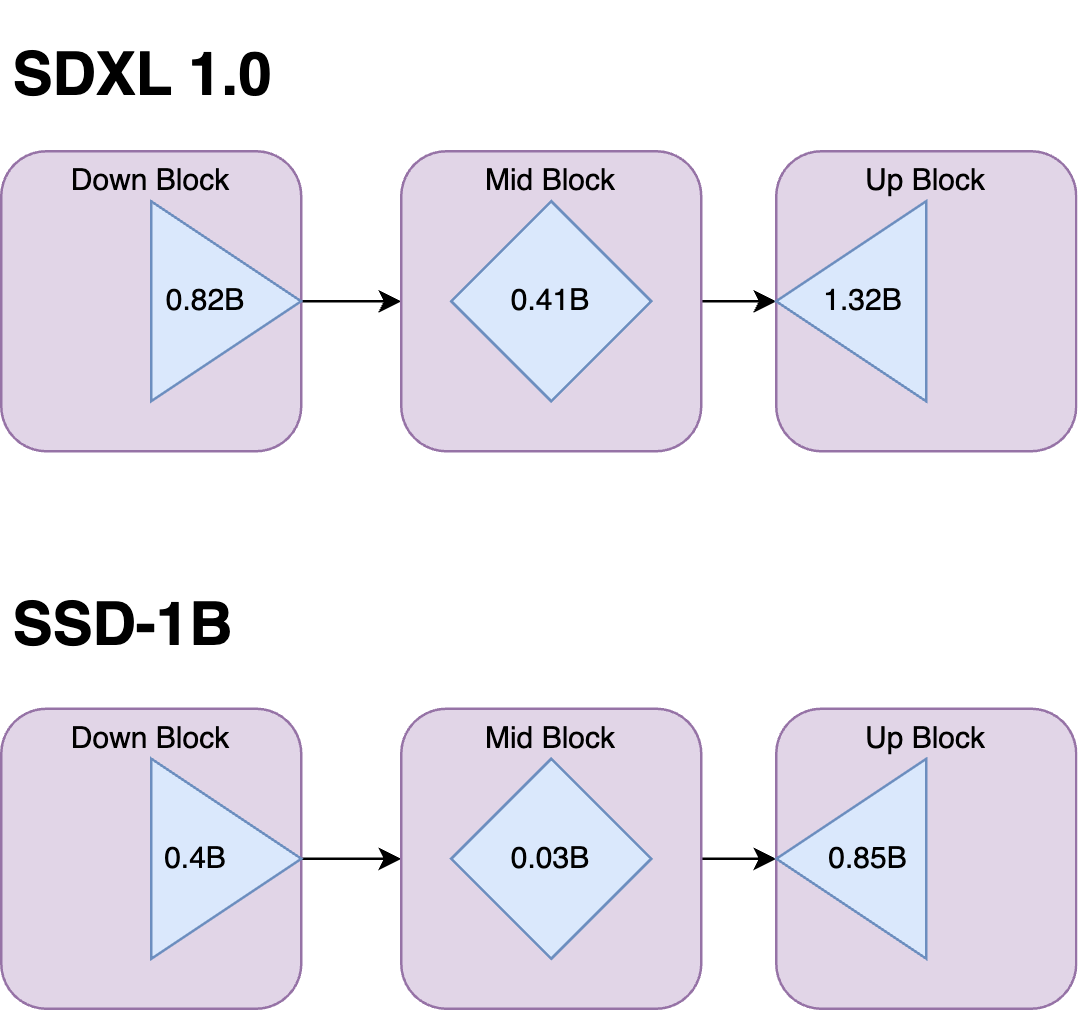 SDXL 1.0
Down Block
Mid Block
Up Block
0.82B
0.41B
1.32B
SSD-1B
Down Block
Mid Block
Up Block
0.4B
0.03B
0.85B